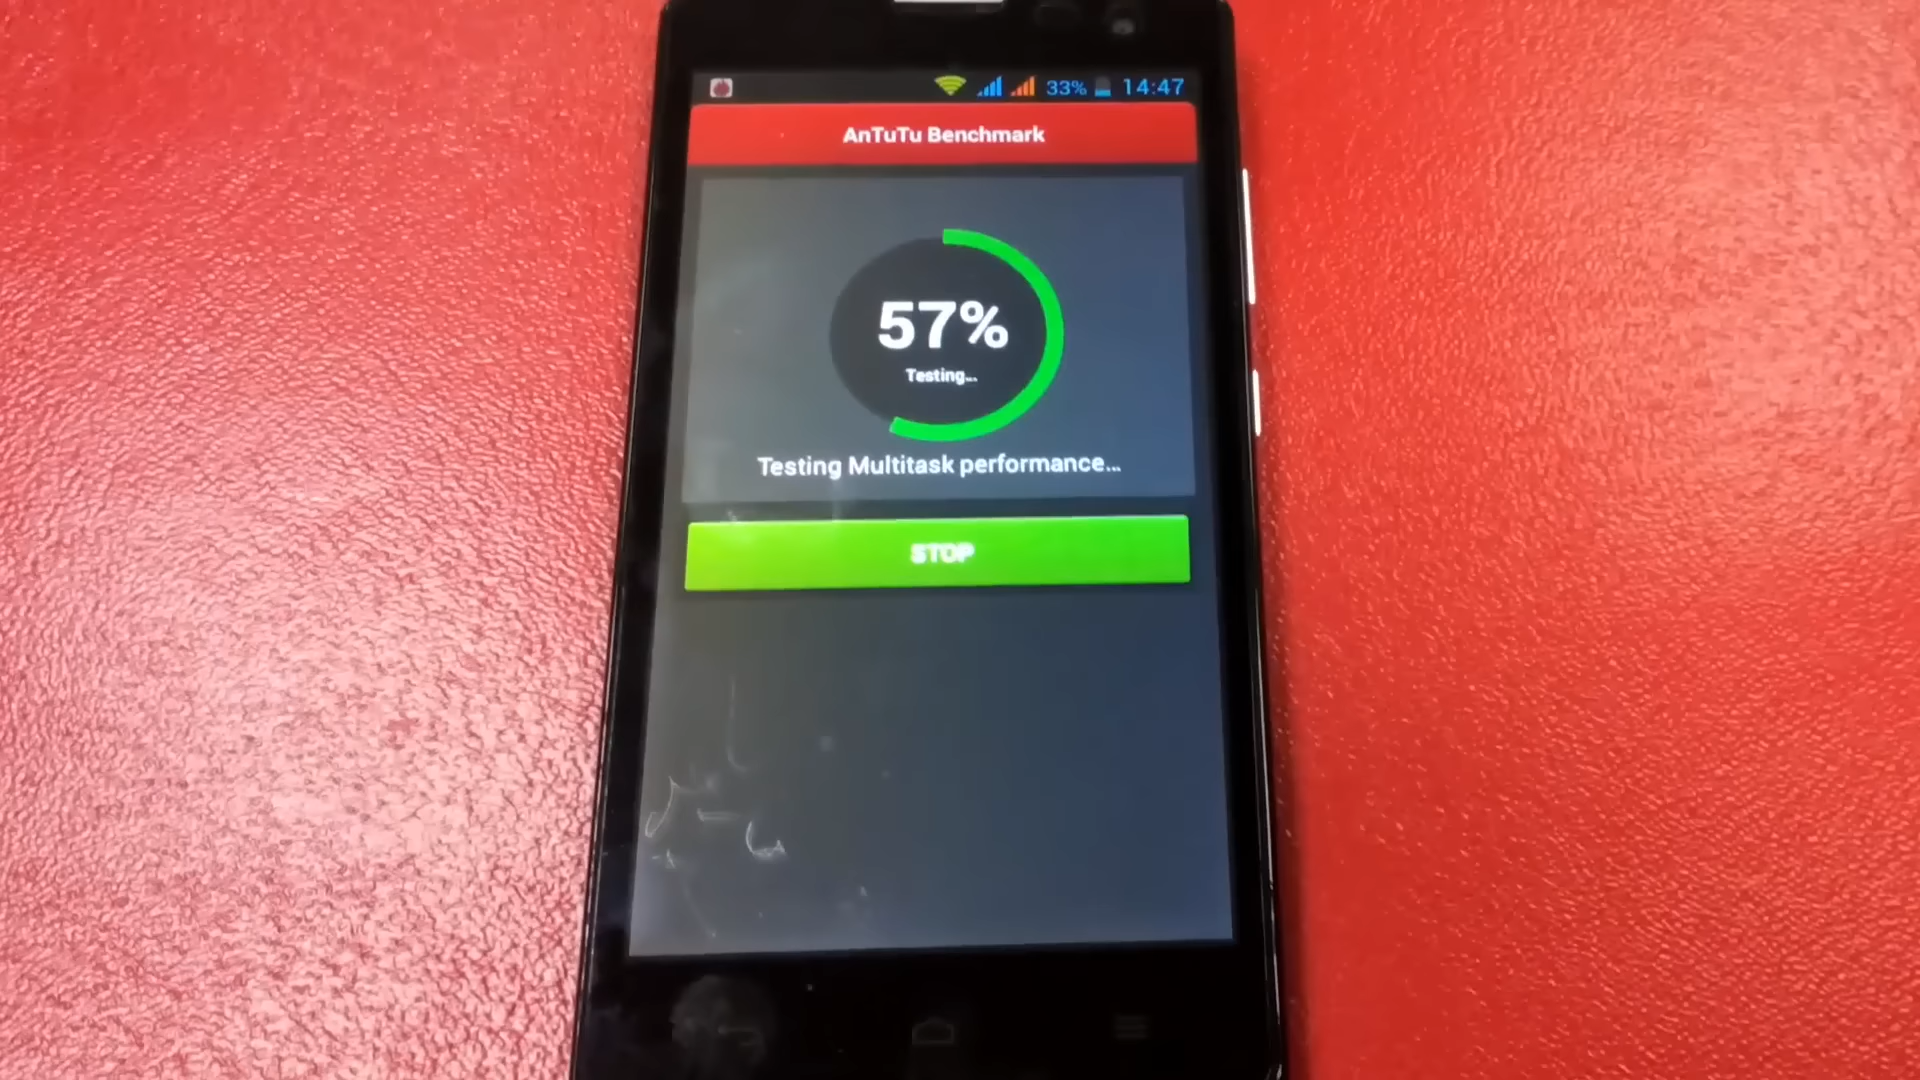 33% 14:47
AnTuTu Benchmark
57%
Testing...
Testing Multitask performance...
STOP